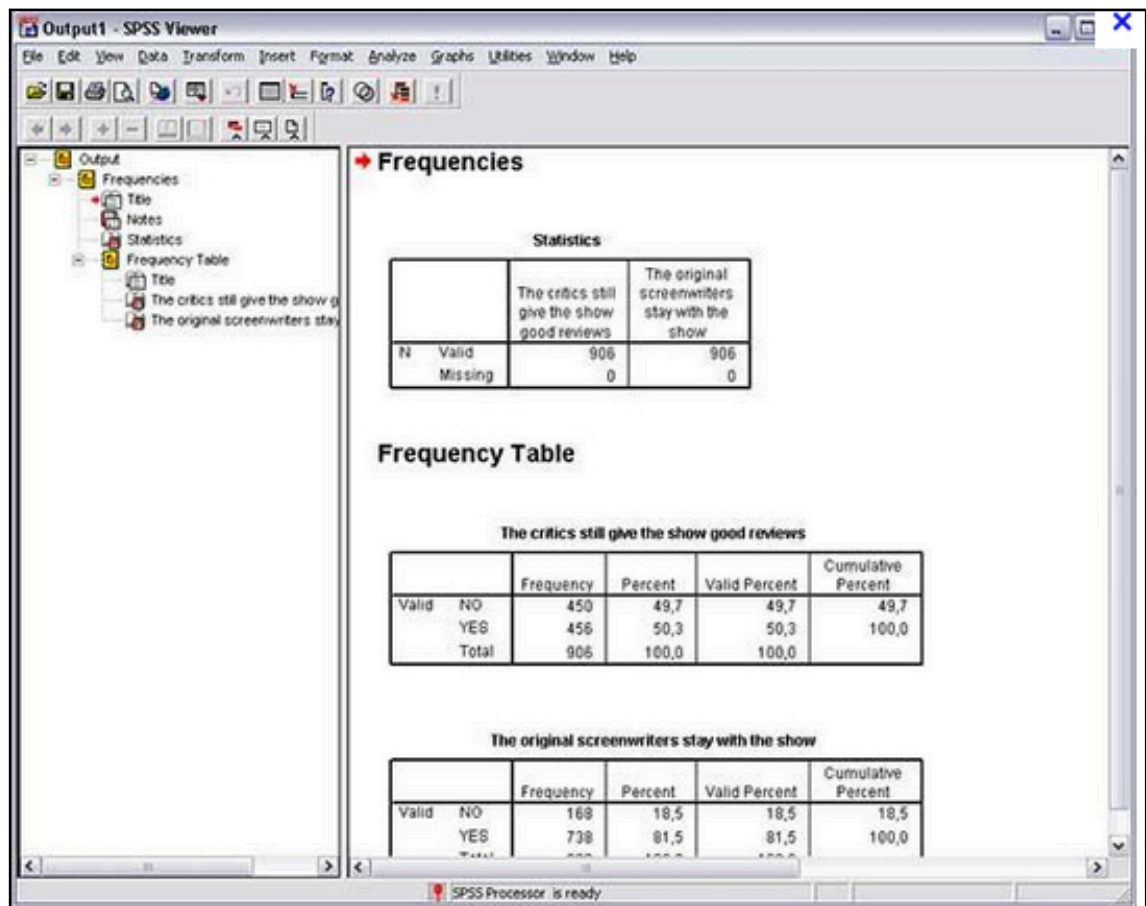 Output1 - SPSS Viewer
File Edit View Data Transform Insert Format Analyze Graphs Utilities Window Help
Output
Frequencies
Title
Notes
Statistics
Frequency Table
Title
The critics still give the show g
The original screenwriters stay
Frequencies
Statistics
The critics still give the show good reviews
The original screenwriters stay with the show
N Valid 906 906
Missing 0 0
Frequency Table
The critics still give the show good reviews
Frequency Percent Valid Percent Cumulative Percent
Valid NO 450 49,7 49,7 49,7
YES 456 50,3 50,3 100,0
Total 906 100,0 100,0
The original screenwriters stay with the show
Frequency Percent Valid Percent Cumulative Percent
Valid NO 168 18,5 18,5 18,5
YES 738 81,5 81,5 100,0
SPSS Processor is ready